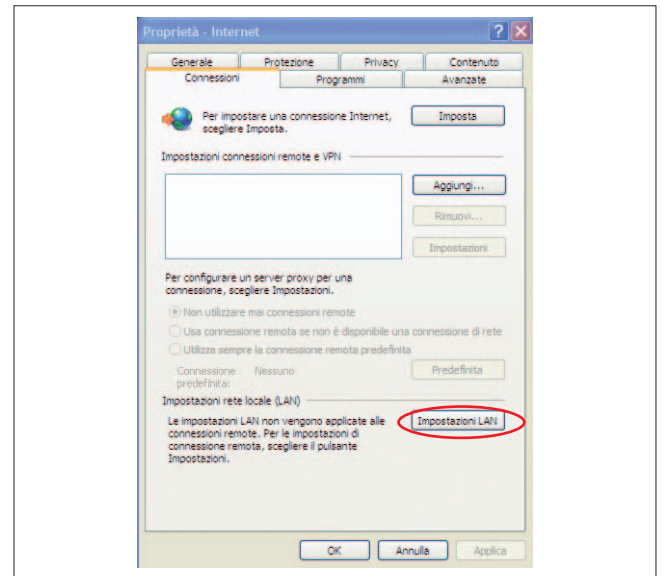 Proprietà - Internet
Generale Protezione Privacy Contenuto
Connessioni Programmi Avanzate
Per impostare una connessione Internet, scegliere Imposta.
Imposta
Impostazioni connessioni remote e VPN
Aggiungi...
Rimuovi...
Impostazioni
Per configurare un server proxy per una
connessione, scegliere Impostazioni.
Non utilizzare mai connessioni remote
Usa connessione remota se non è disponibile una connessione di rete
Utilizza sempre la connessione remota predefinita
Connessione predefinita:
Nessuno
Predefinita
Impostazioni rete locale (LAN)
Le impostazioni LAN non vengono applicate alle
connessioni remote. Per le impostazioni di
connessione remota, scegliere il pulsante
Impostazioni.
Impostazioni LAN
OK Annulla Applica